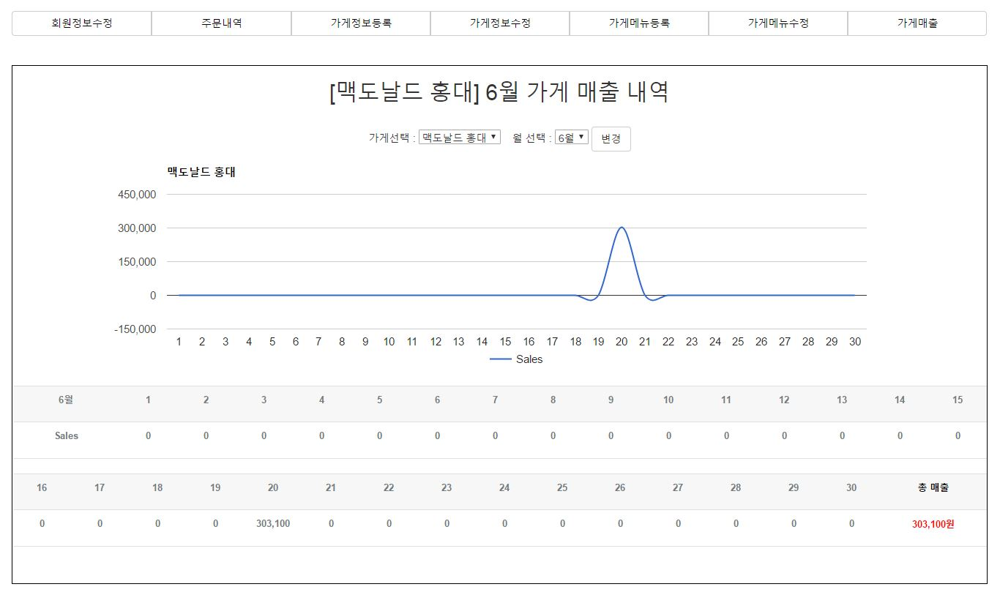 회원정보수정 주문내역 가게정보등록 가게정보수정 가게메뉴등록 가게메뉴수정 가게매출
[맥도날드 홍대] 6월 가게 매출 내역
가게선택 : 맥도날드 홍대 월 선택 : 6월 변경
맥도날드 홍대
450,000
300,000
150,000
0
-150,000
1 2 3 4 5 6 7 8 9 10 11 12 13 14 15 16 17 18 19 20 21 22 23 24 25 26 27 28 29 30
Sales
6월 1 2 3 4 5 6 7 8 9 10 11 12 13 14 15
Sales 0 0 0 0 0 0 0 0 0 0 0 0 0 0 0
16 17 18 19 20 21 22 23 24 25 26 27 28 29 30 총 매출
0 0 0 0 303,100 0 0 0 0 0 0 0 0 0 0 303,100원